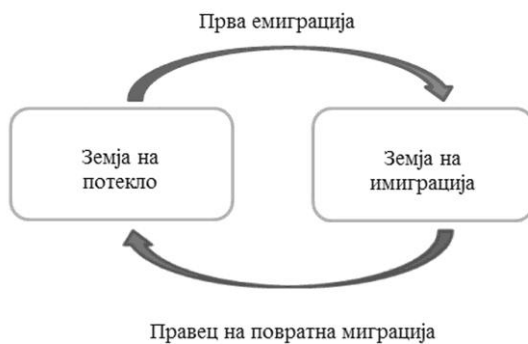 Прва емиграција
Земја на
потекло
Земја на
имиграција
Правец на повратна миграција